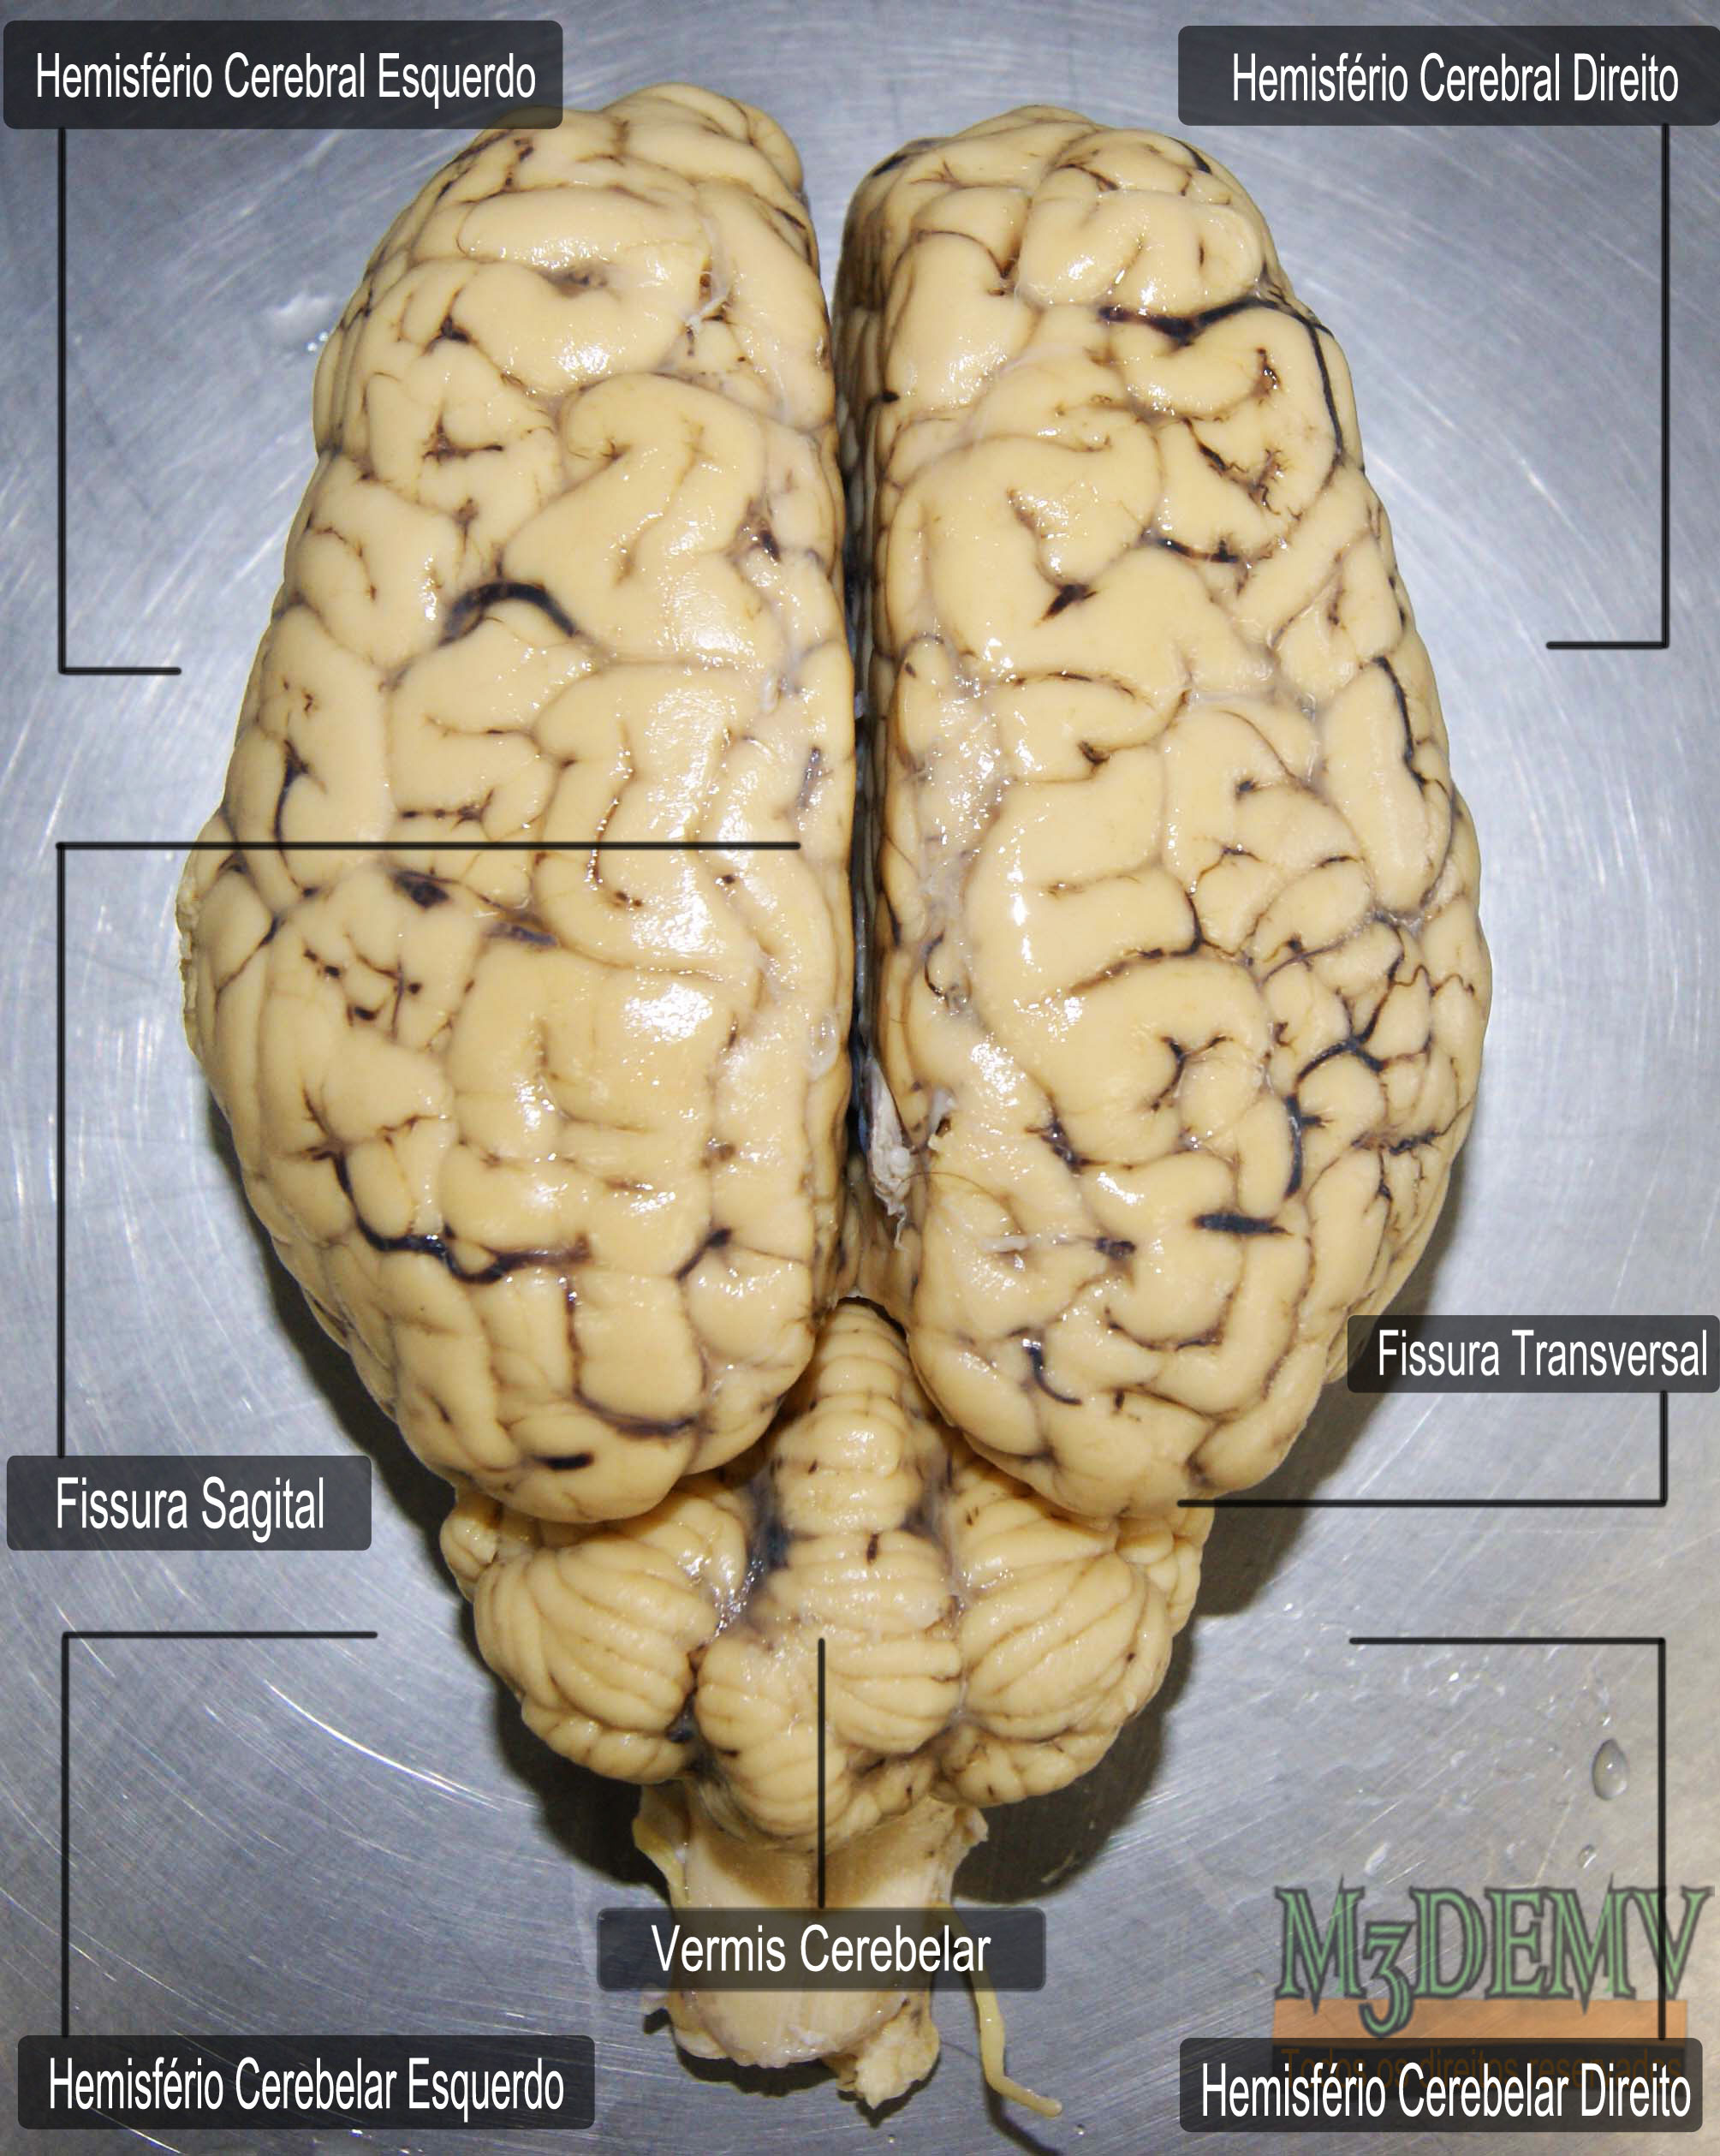 Hemisfério Cerebral Esquerdo
Hemisfério Cerebral Direito
Fissura Transversal
Fissura Sagital
Vermis Cerebelar
M3DEMV
Todos os direitos reservados
Hemisfério Cerebelar Esquerdo
Hemisfério Cerebelar Direito